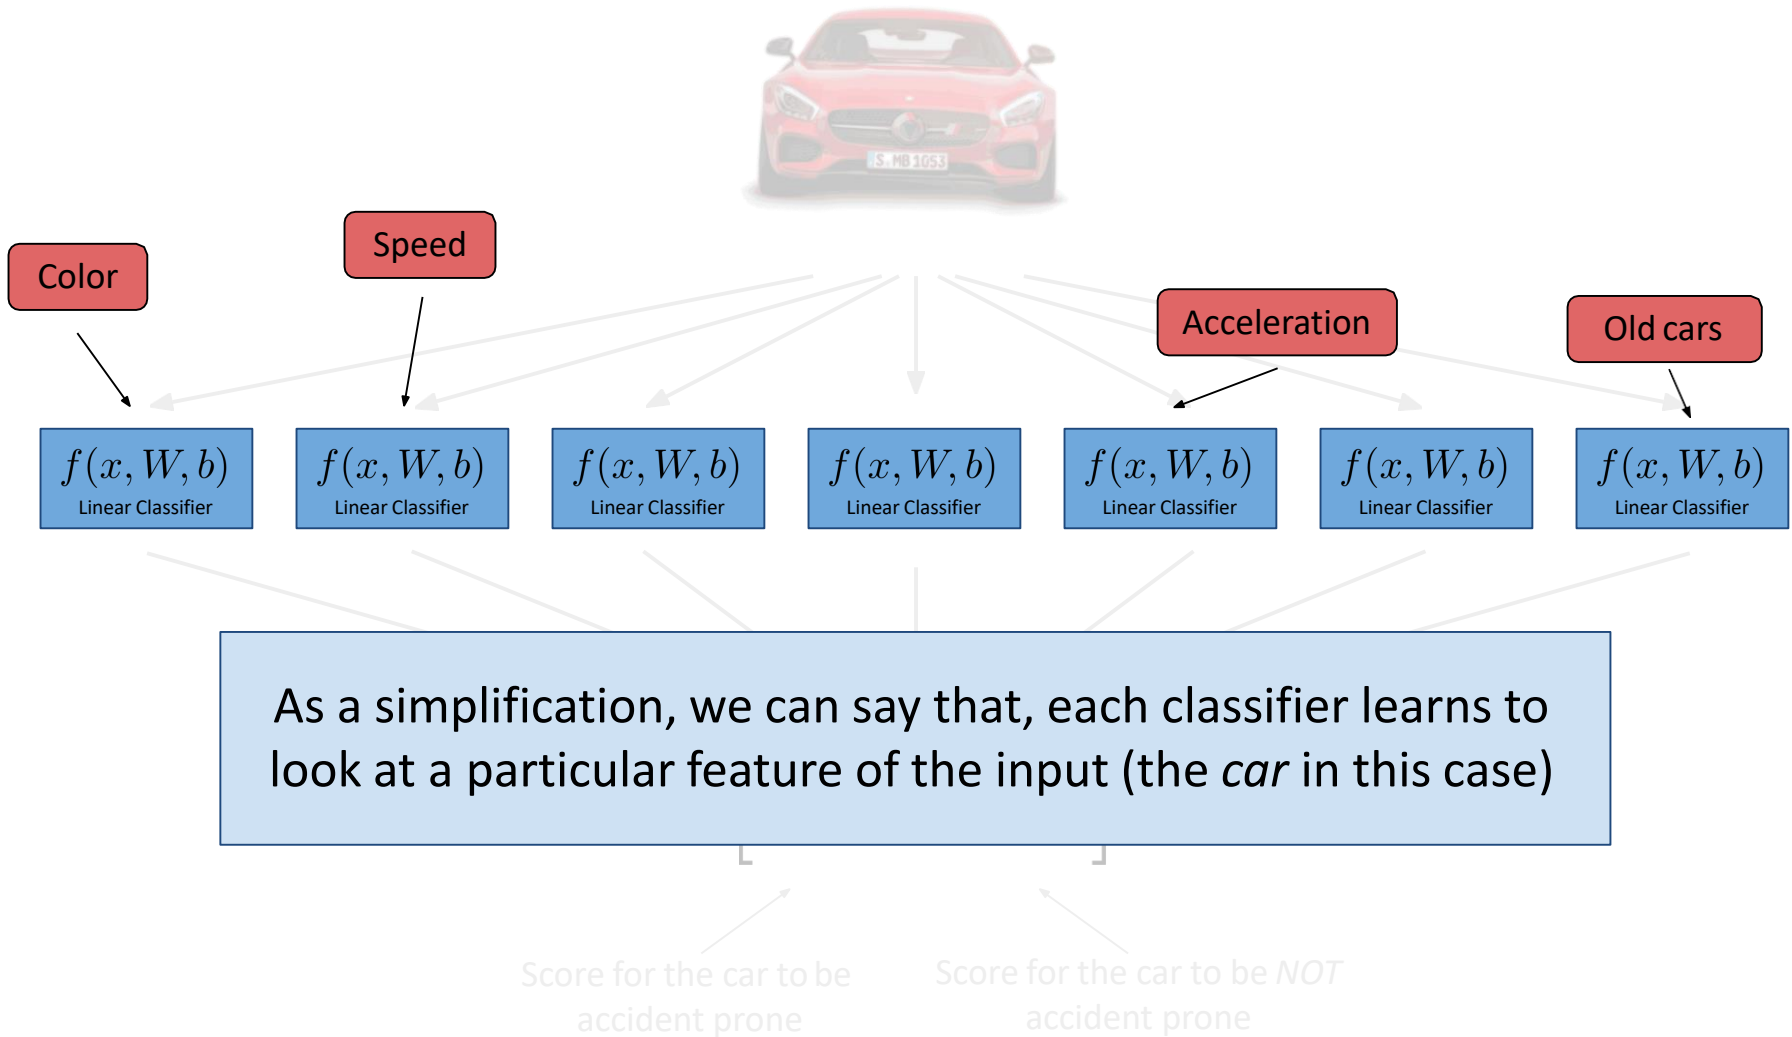 S. MB 1053
Color
Speed
Acceleration
Old cars
f(x, W, b)
Linear Classifier
f(x, W, b)
Linear Classifier
f(x, W, b)
Linear Classifier
f(x, W, b)
Linear Classifier
f(x, W, b)
Linear Classifier
f(x, W, b)
Linear Classifier
f(x, W, b)
Linear Classifier
As a simplification, we can say that, each classifier learns to
look at a particular feature of the input (the car in this case)
Score for the car to be
accident prone
Score for the car to be NOT
accident prone